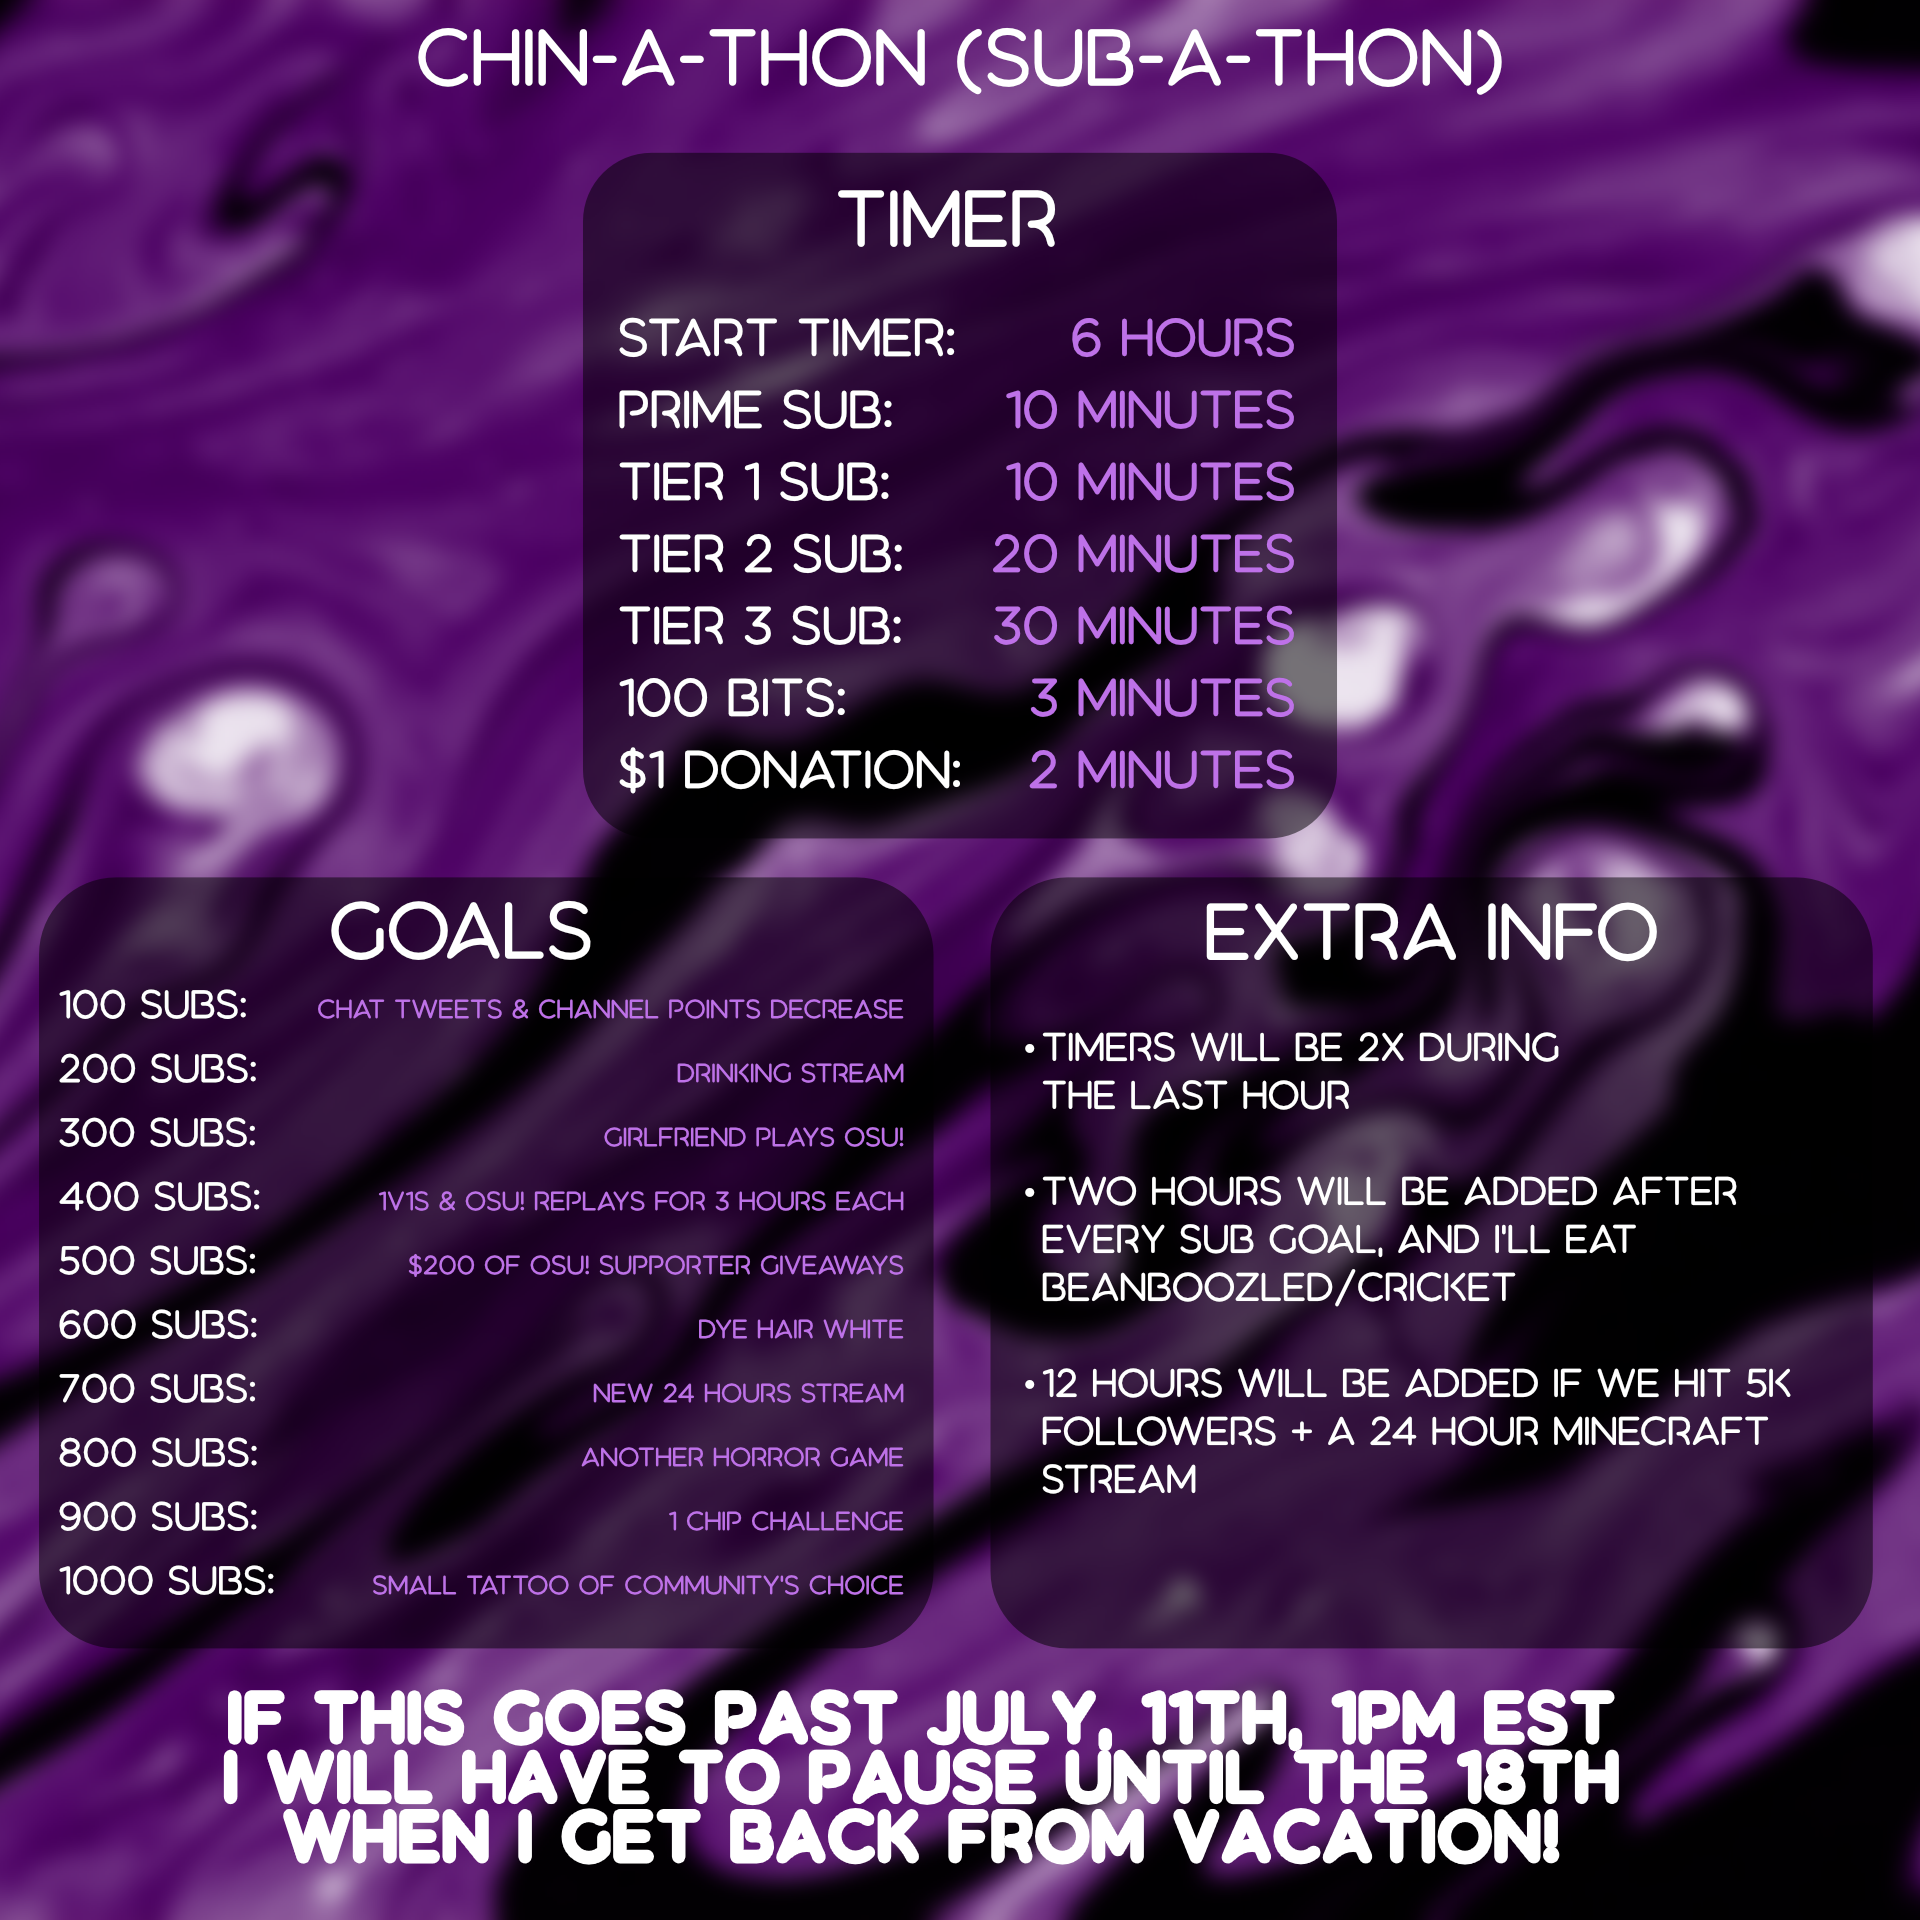 CHIN-A-THON (SUB-A-THON)
TIMER
START TIMER: 6 HOURS
PRIME SUB: 10 MINUTES
TIER 1 SUB: 10 MINUTES
TIER 2 SUB: 20 MINUTES
TIER 3 SUB: 30 MINUTES
100 BITS: 3 MINUTES
$1 DONATION: 2 MINUTES
GOALS
100 SUBS: CHAT TWEETS & CHANNEL POINTS DECREASE
200 SUBS: DRINKING STREAM
300 SUBS: GIRLFRIEND PLAYS OSU!
400 SUBS: 1V1S & OSU! REPLAYS FOR 3 HOURS EACH
500 SUBS: $200 OF OSU! SUPPORTER GIVEAWAYS
600 SUBS: DYE HAIR WHITE
700 SUBS: NEW 24 HOURS STREAM
800 SUBS: ANOTHER HORROR GAME
900 SUBS: 1 CHIP CHALLENGE
1000 SUBS: SMALL TATTOO OF COMMUNITY'S CHOICE
EXTRA INFO
• TIMERS WILL BE 2X DURING
THE LAST HOUR
• TWO HOURS WILL BE ADDED AFTER
EVERY SUB GOAL, AND I'LL EAT
BEANBOOZLED/CRICKET
• 12 HOURS WILL BE ADDED IF WE HIT 5K
FOLLOWERS + A 24 HOUR MINECRAFT
STREAM
IF THIS GOES PAST JULY, 11TH, 1PM EST
I WILL HAVE TO PAUSE UNTIL THE 18TH
WHEN I GET BACK FROM VACATION!